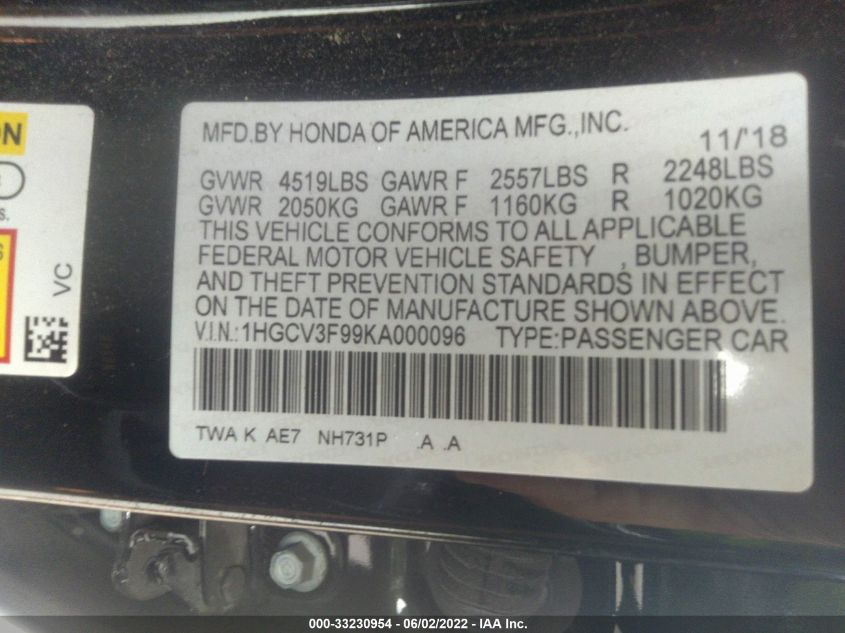 MFD.BY HONDA OF AMERICA MFG.,INC. 11/'18
GVWR 4519LBS GAWR F 2557LBS R 2248LBS
GVWR 2050KG GAWR F 1160KG R 1020KG
THIS VEHICLE CONFORMS TO ALL APPLICABLE
FEDERAL MOTOR VEHICLE SAFETY , BUMPER,
AND THEFT PREVENTION STANDARDS IN EFFECT
ON THE DATE OF MANUFACTURE SHOWN ABOVE.
V.I.N.:1HGCV3F99KA000096 TYPE:PASSENGER CAR
TWA K AE7 NH731P .A .A
VC
000-33230954 - 06/02/2022 - IAA Inc.